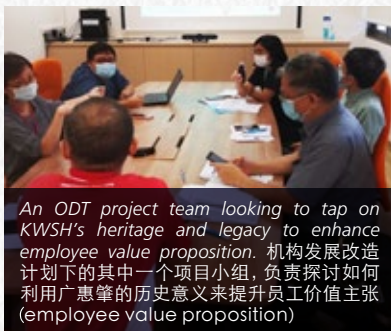 An ODT project team looking to tap on
KWSH's heritage and legacy to enhance
employee value proposition. 机构发展改造
计划下的其中一个项目小组，负责探讨如何
利用广惠肇的历史意义来提升员工价值主张
(employee value proposition)